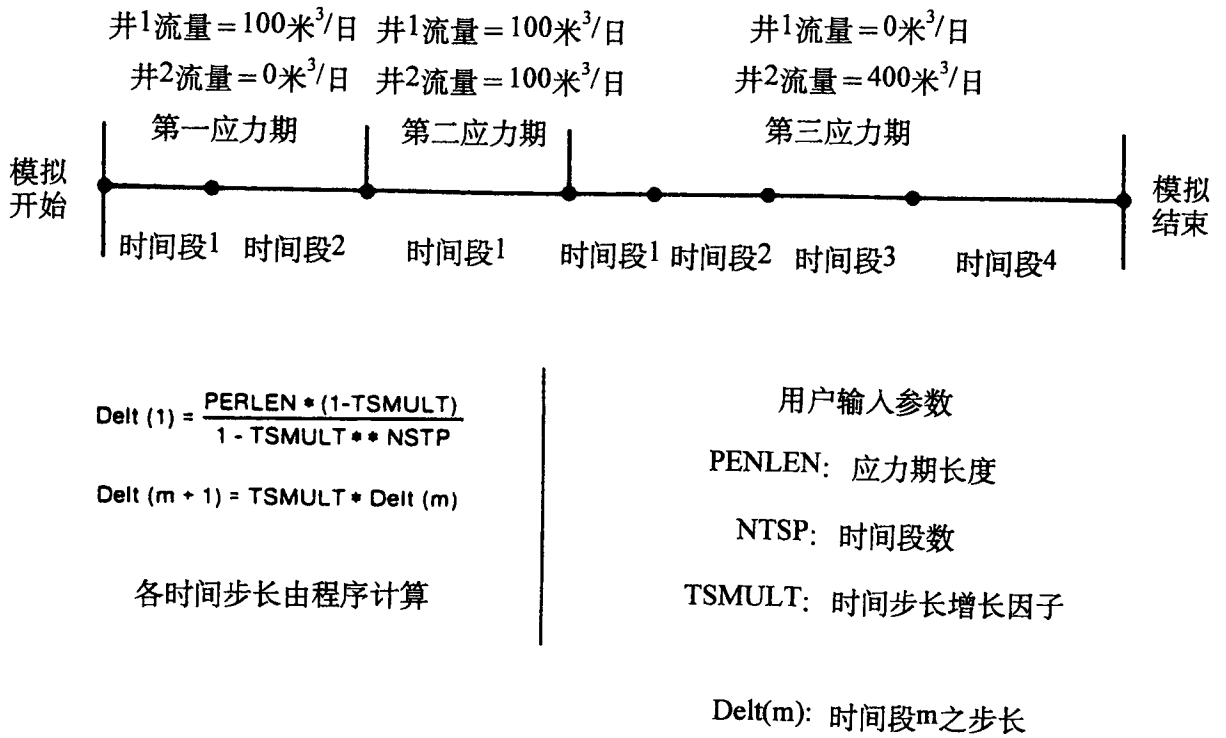 井1流量=100米³/日 井1流量=100米³/日 井1流量=0米³/日
井2流量=0米³/日 井2流量=100米³/日 井2流量=400米³/日
第一应力期 第二应力期 第三应力期
模拟
开始
模拟
结束
时间段1 时间段2 时间段1 时间段1 时间段2 时间段3 时间段4
Delt (1) = PERLEN * (1-TSMULT)
1 - TSMULT ** NSTP
Delt (m + 1) = TSMULT * Delt (m)
各时间步长由程序计算
用户输入参数
PENLEN: 应力期长度
NTSP: 时间段数
TSMULT: 时间步长增长因子
Delt(m): 时间段m之步长